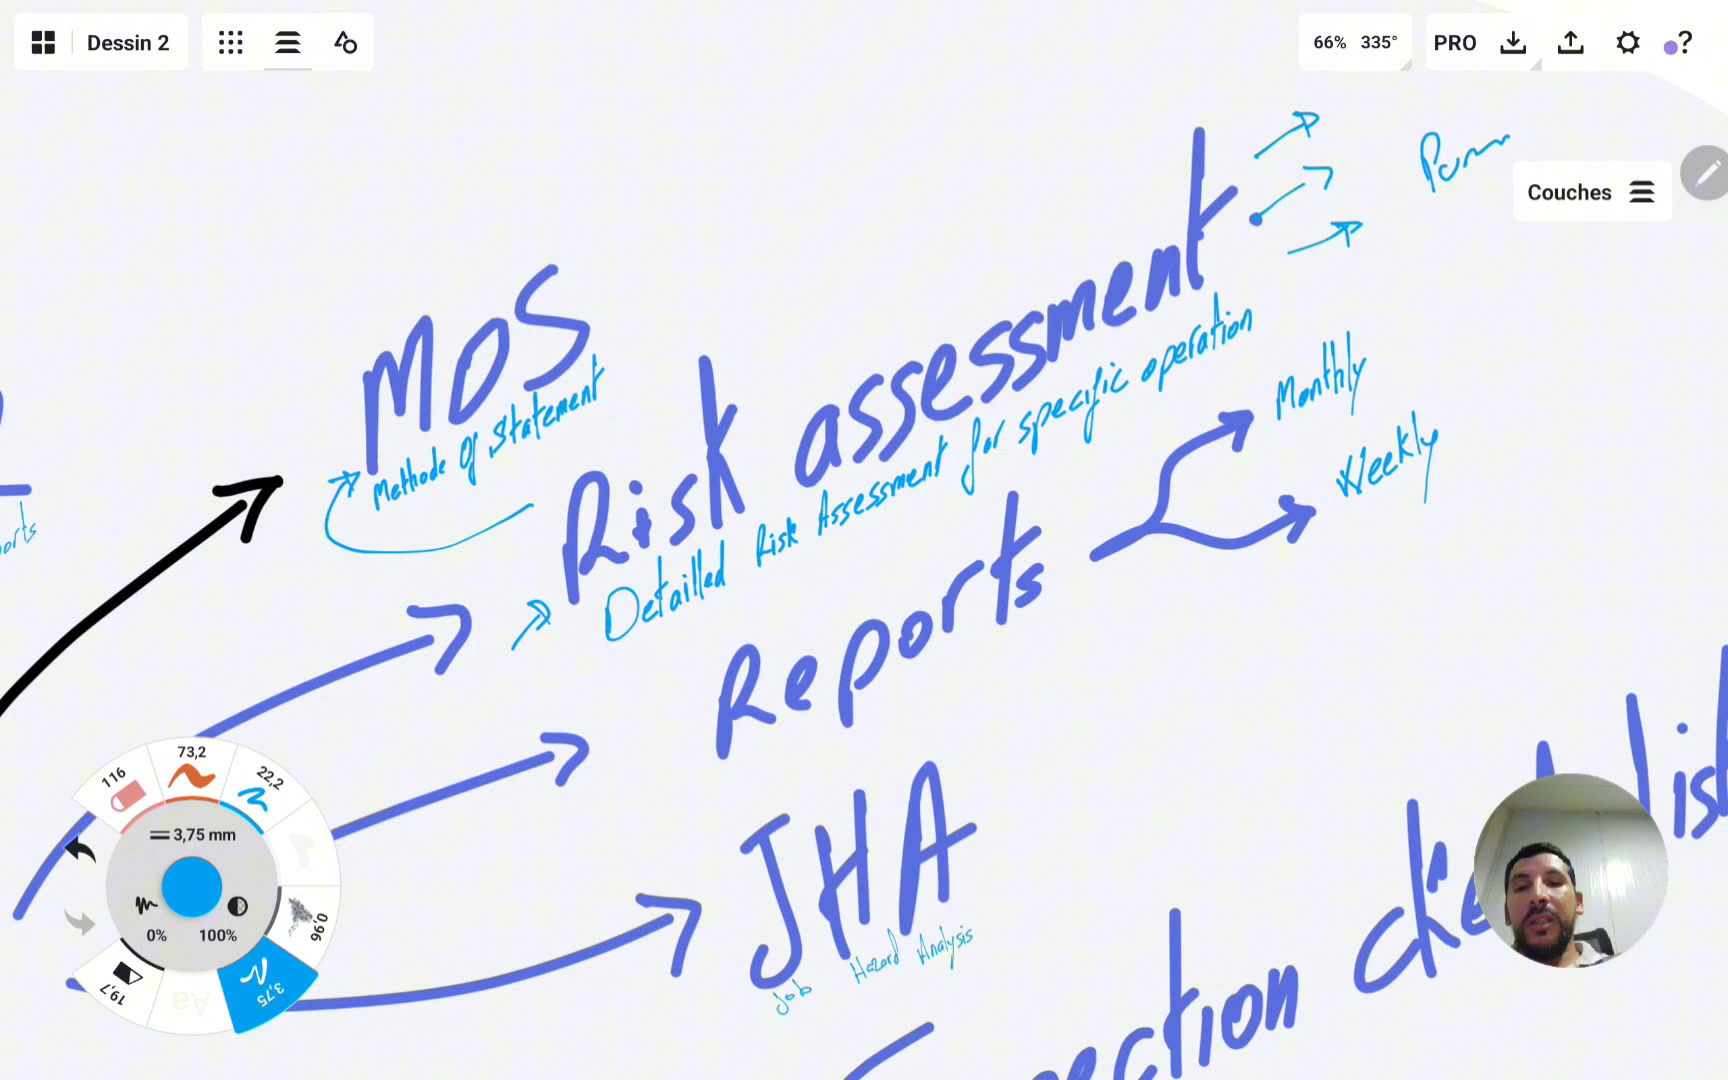 Dessin 2
66% 335°
PRO
?
Couches
MOS
Methode of Statement
Risk assessment
Detailled Risk Assessment for specific operation
Reports
Monthly
Weekly
orts
JHA
Job Hazard Analysis
116
73,2
22,2
3,75 mm
0% 100%
0,96
3,75
Aa
19,7